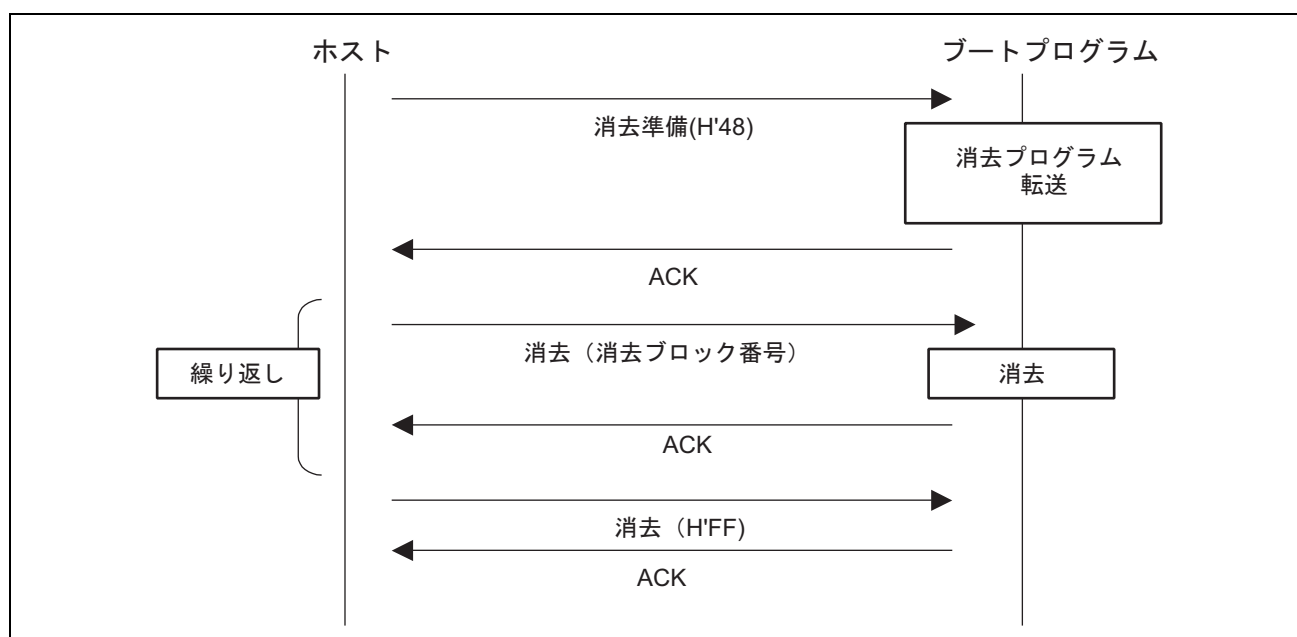 ホスト
ブートプログラム
消去準備(H'48)
消去プログラム
転送
ACK
消去（消去ブロック番号）
繰り返し
消去
ACK
消去（H'FF)
ACK